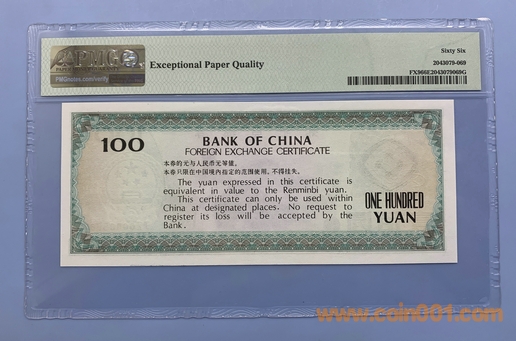 PMG
PMGnotes.com/verify
Exceptional Paper Quality
Sixty Six
2043079-069
FX966E2043079069G
100
BANK OF CHINA
FOREIGN EXCHANGE CERTIFICATE
本券的元与人民币元等值。
本券只限在中国境内指定的范围使用，不得挂失。
The yuan expressed in this certificate is
equivalent in value to the Renminbi yuan.
This certificate can only be used within
China at designated places. No request to
register its loss will be accepted by the
Bank.
ONE HUNDRED
YUAN
www.coin001.com